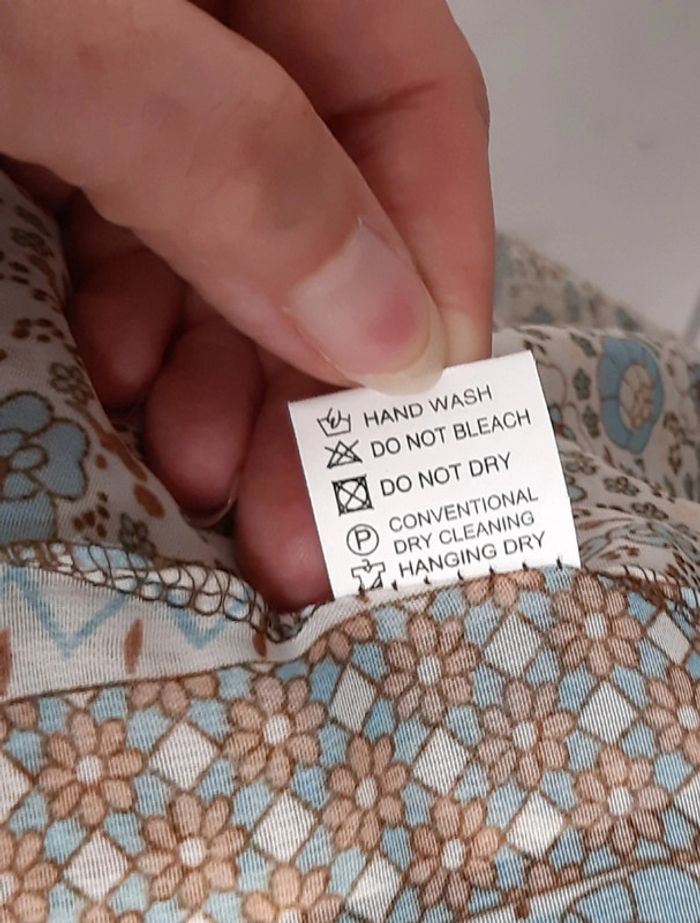 HAND WASH
DO NOT BLEACH
DO NOT DRY
P CONVENTIONAL
DRY CLEANING
HANGING DRY